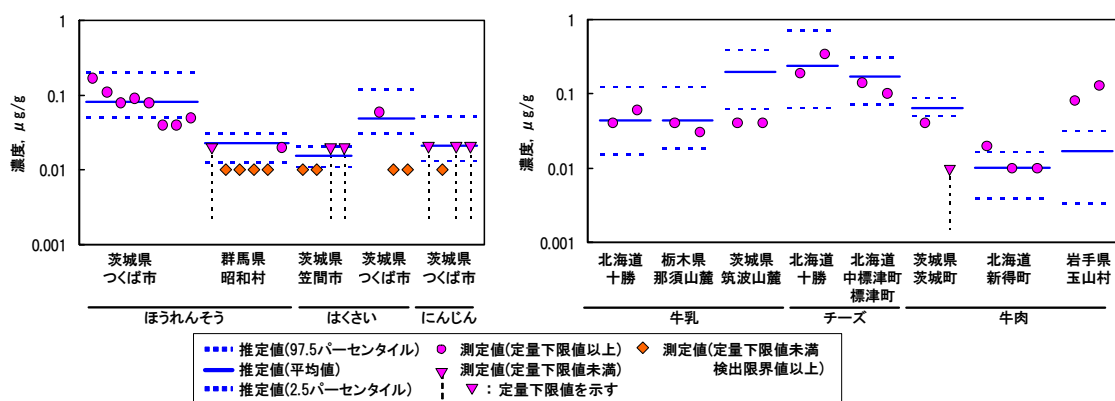 1
0.1
0.01
0.001
濃度, μg/g
茨城県
つくば市
群馬県
昭和村
茨城県
笠間市
茨城県
つくば市
茨城県
つくば市
ほうれんそう
はくさい
にんじん
1
0.1
0.01
0.001
濃度, μg/g
北海道
十勝
栃木県
那須山麓
茨城県
筑波山麓
北海道
十勝
北海道
中標津町
標津町
茨城県
茨城町
北海道
新得町
岩手県
玉山村
牛乳
チーズ
牛肉
推定値(97.5パーセンタイル)
推定値(平均値)
推定値(2.5パーセンタイル)
測定値(定量下限値以上)
測定値(定量下限値未満)
：定量下限値を示す
測定値(定量下限値未満
検出限界値以上)